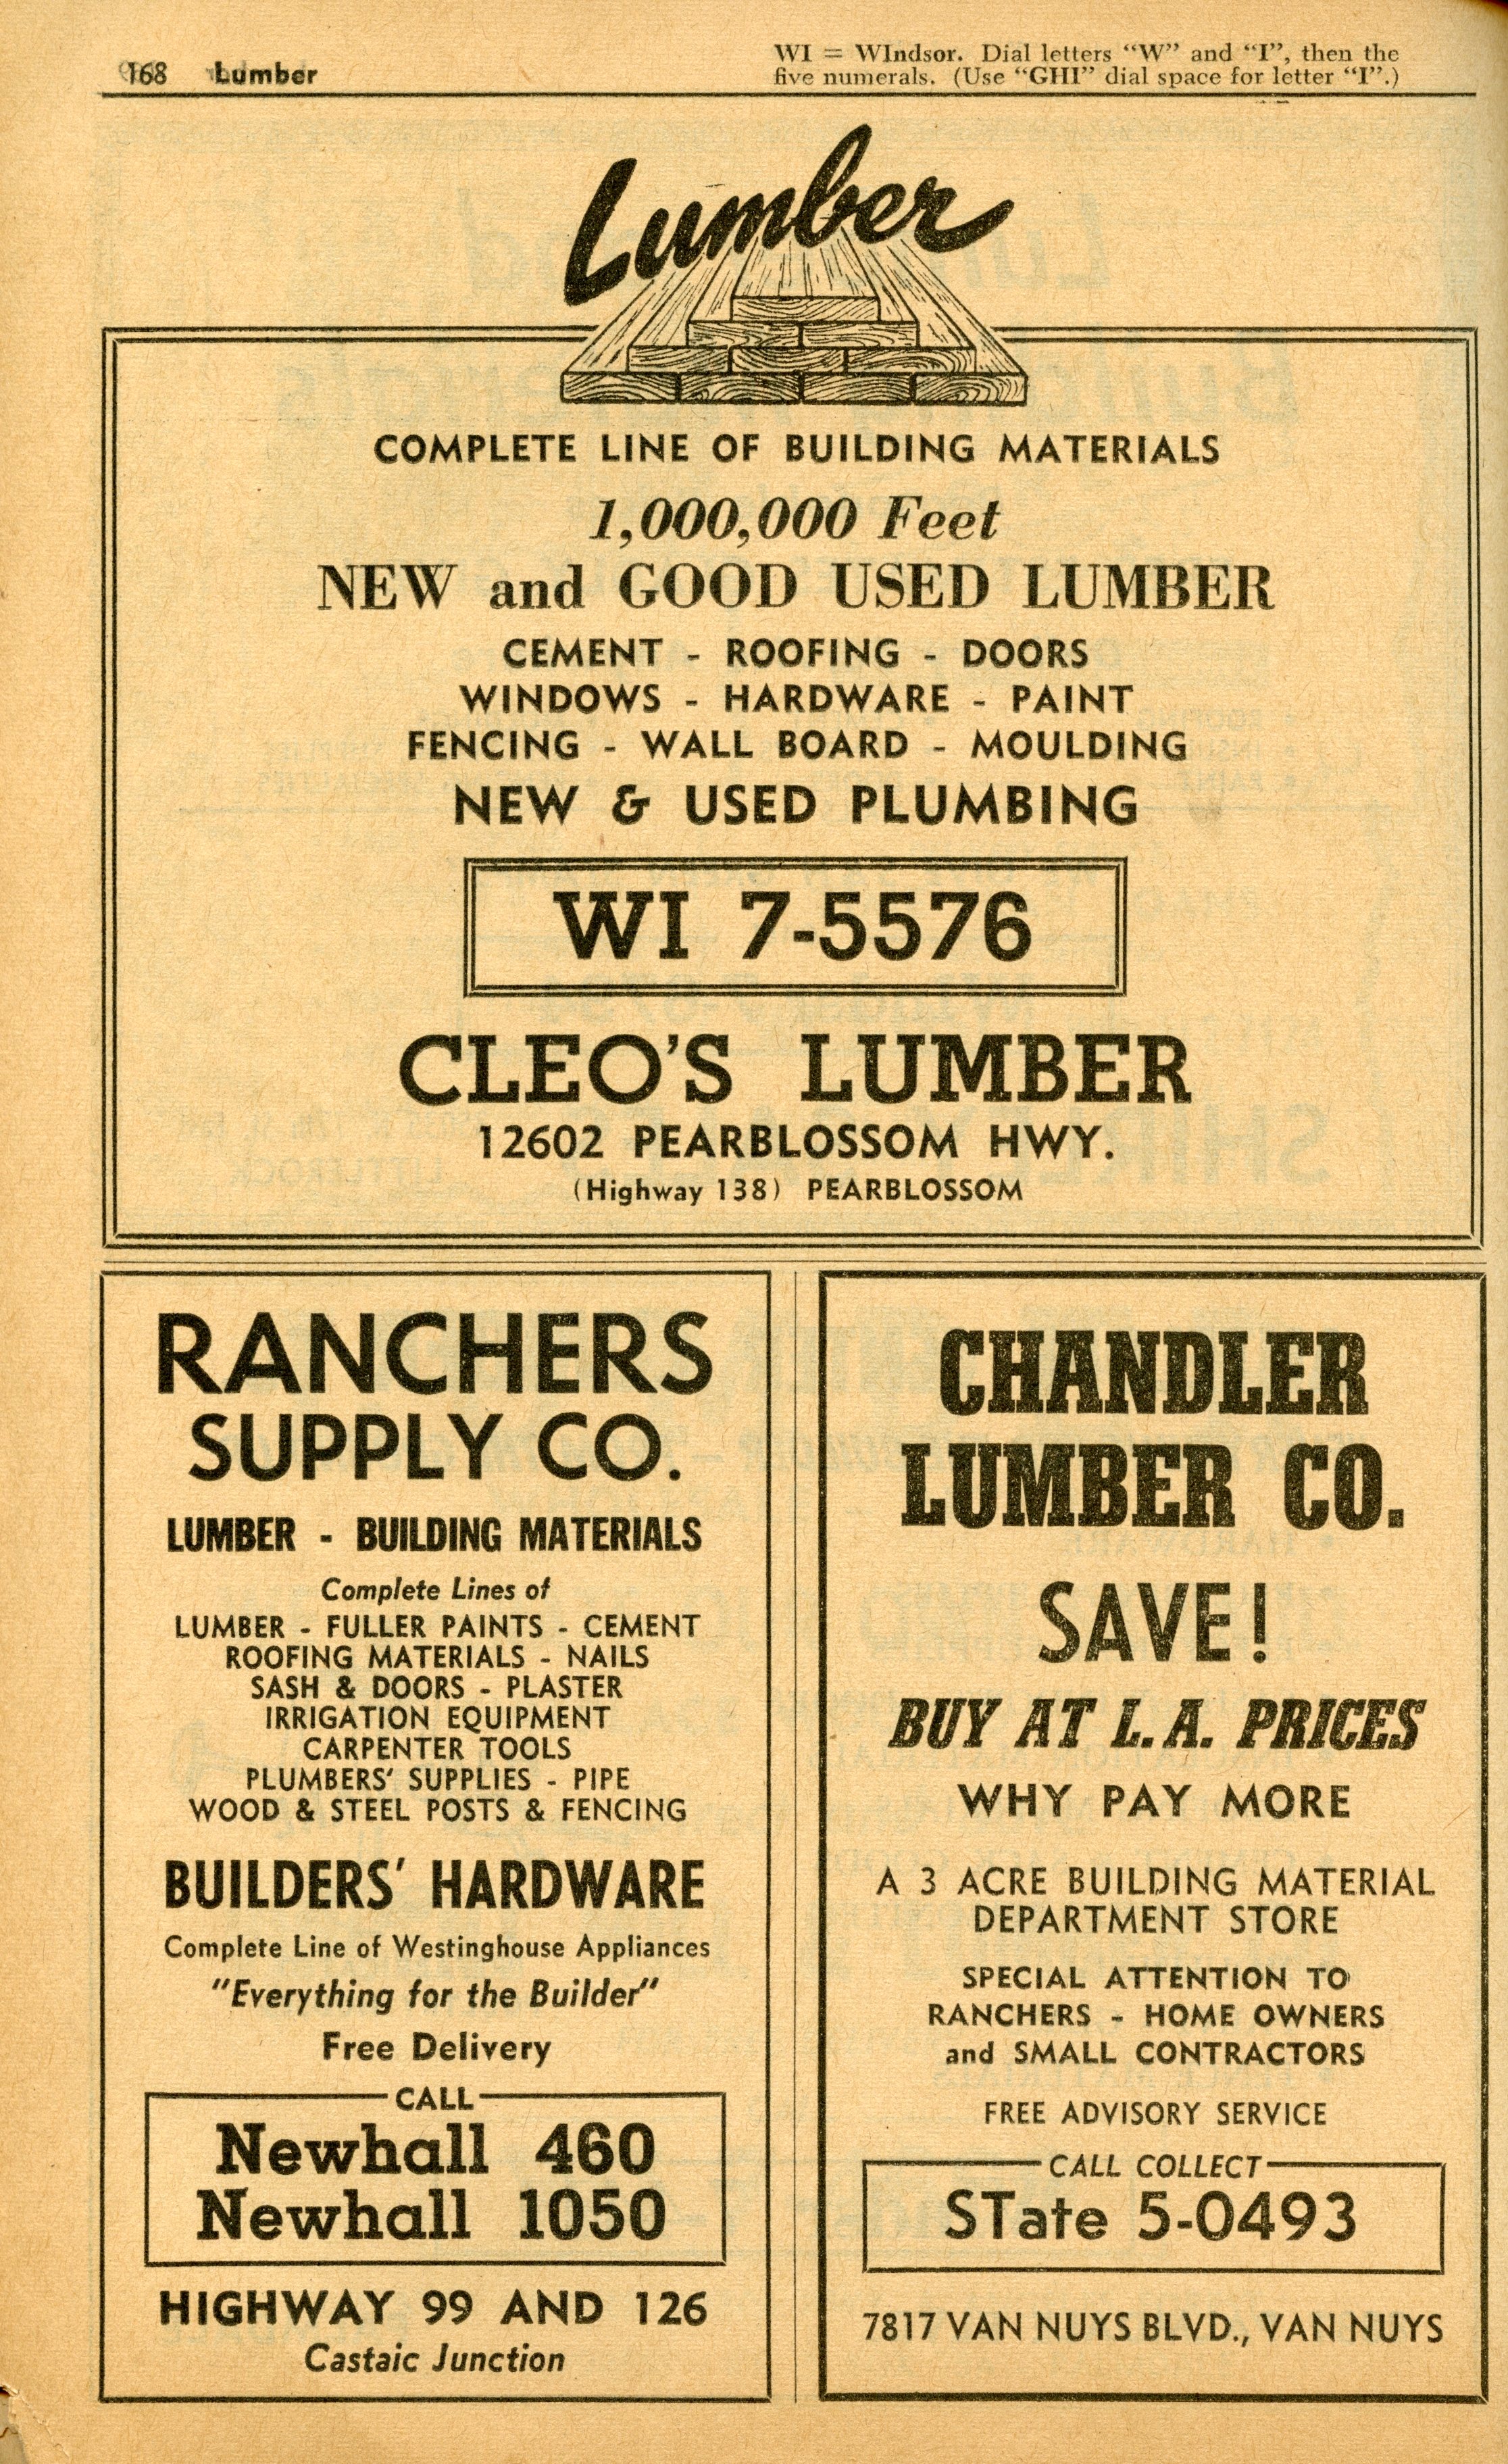 168 Lumber
WI = WIndsor. Dial letters "W" and "I", then the
five numerals. (Use "GHI" dial space for letter "I".)
Lumber
COMPLETE LINE OF BUILDING MATERIALS
1,000,000 Feet
NEW and GOOD USED LUMBER
CEMENT - ROOFING - DOORS
WINDOWS - HARDWARE - PAINT
FENCING - WALL BOARD - MOULDING
NEW & USED PLUMBING
WI 7-5576
CLEO'S LUMBER
12602 PEARBLOSSOM HWY.
(Highway 138) PEARBLOSSOM
RANCHERS
SUPPLY CO.
LUMBER - BUILDING MATERIALS
Complete Lines of
LUMBER - FULLER PAINTS - CEMENT
ROOFING MATERIALS - NAILS
SASH & DOORS - PLASTER
IRRIGATION EQUIPMENT
CARPENTER TOOLS
PLUMBERS' SUPPLIES - PIPE
WOOD & STEEL POSTS & FENCING
BUILDERS' HARDWARE
Complete Line of Westinghouse Appliances
"Everything for the Builder"
Free Delivery
CALL
Newhall 460
Newhall 1050
HIGHWAY 99 AND 126
Castaic Junction
CHANDLER
LUMBER CO.
SAVE!
BUY AT L.A. PRICES
WHY PAY MORE
A 3 ACRE BUILDING MATERIAL
DEPARTMENT STORE
SPECIAL ATTENTION TO
RANCHERS - HOME OWNERS
and SMALL CONTRACTORS
FREE ADVISORY SERVICE
CALL COLLECT
STate 5-0493
7817 VAN NUYS BLVD., VAN NUYS